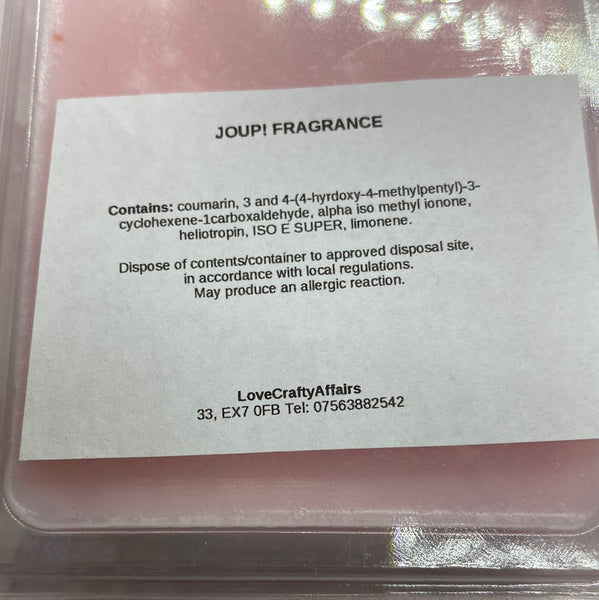 JOUP! FRAGRANCE
Contains: coumarin, 3 and 4-(4-hyrdoxy-4-methylpentyl)-3-
cyclohexene-1carboxaldehyde, alpha iso methyl ionone,
heliotropin, ISO E SUPER, limonene.
Dispose of contents/container to approved disposal site,
in accordance with local regulations.
May produce an allergic reaction.
LoveCraftyAffairs
33, EX7 0FB Tel: 07563882542